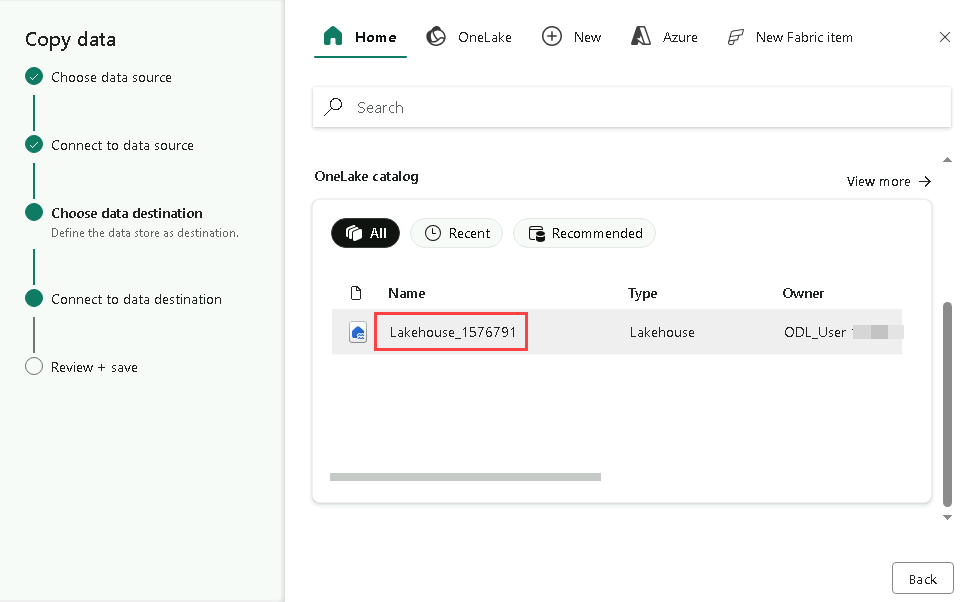 Copy data
Choose data source
Connect to data source
Choose data destination
Define the data store as destination.
Connect to data destination
Review + save
Home OneLake New Azure New Fabric item
Search
OneLake catalog
View more
All Recent Recommended
Name Type Owner
Lakehouse_1576791 Lakehouse ODL_User
Back